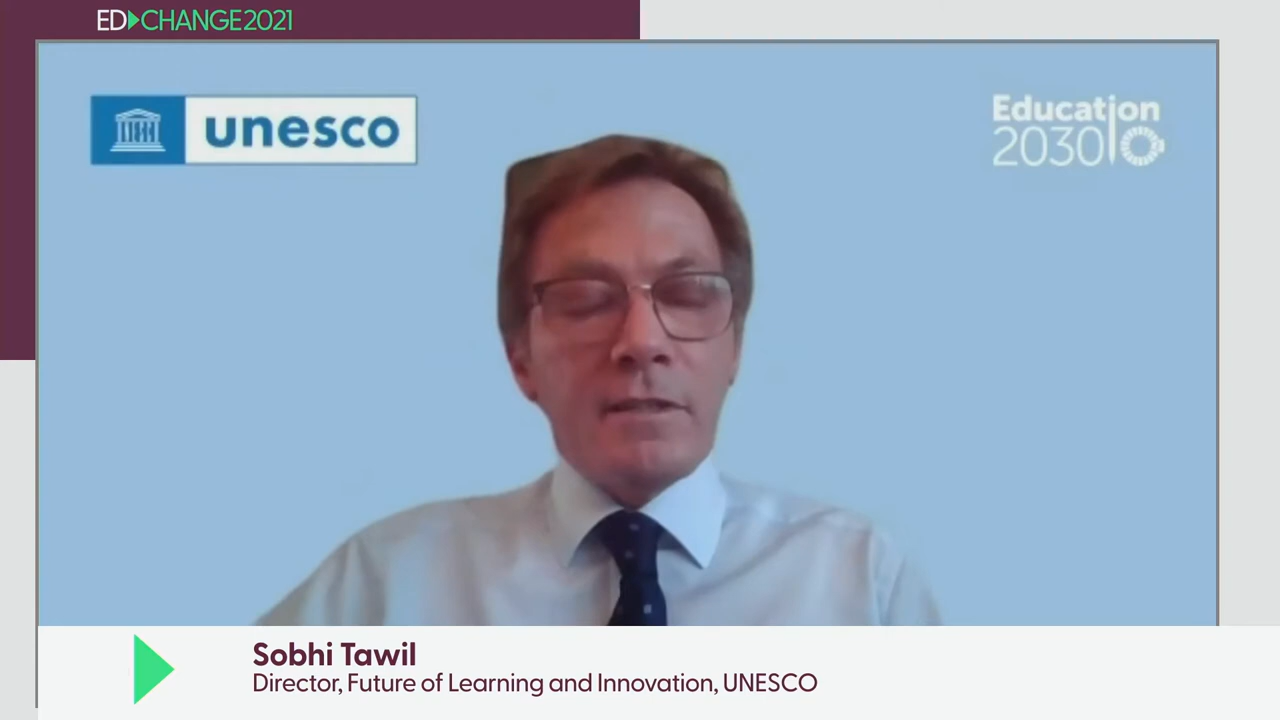 ED CHANGE2021
unesco
Education
2030
Sobhi Tawil
Director, Future of Learning and Innovation, UNESCO